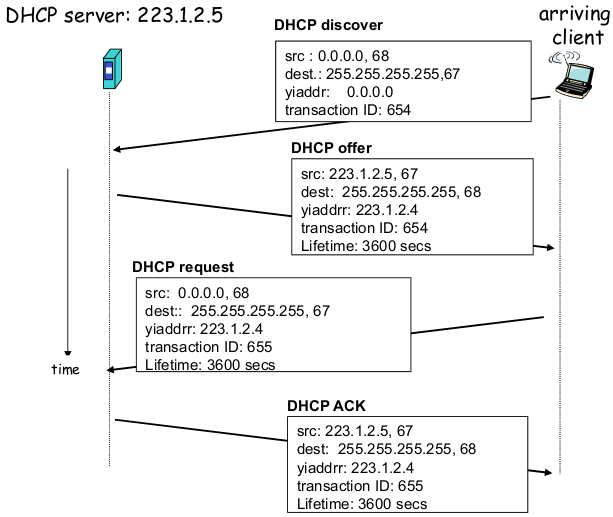 DHCP server: 223.1.2.5
arriving
client
DHCP discover
src : 0.0.0.0, 68
dest.: 255.255.255.255,67
yiaddr: 0.0.0.0
transaction ID: 654
DHCP offer
src: 223.1.2.5, 67
dest: 255.255.255.255, 68
yiaddrr: 223.1.2.4
transaction ID: 654
Lifetime: 3600 secs
DHCP request
src: 0.0.0.0, 68
dest:: 255.255.255.255, 67
yiaddrr: 223.1.2.4
transaction ID: 655
Lifetime: 3600 secs
time
DHCP ACK
src: 223.1.2.5, 67
dest: 255.255.255.255, 68
yiaddrr: 223.1.2.4
transaction ID: 655
Lifetime: 3600 secs